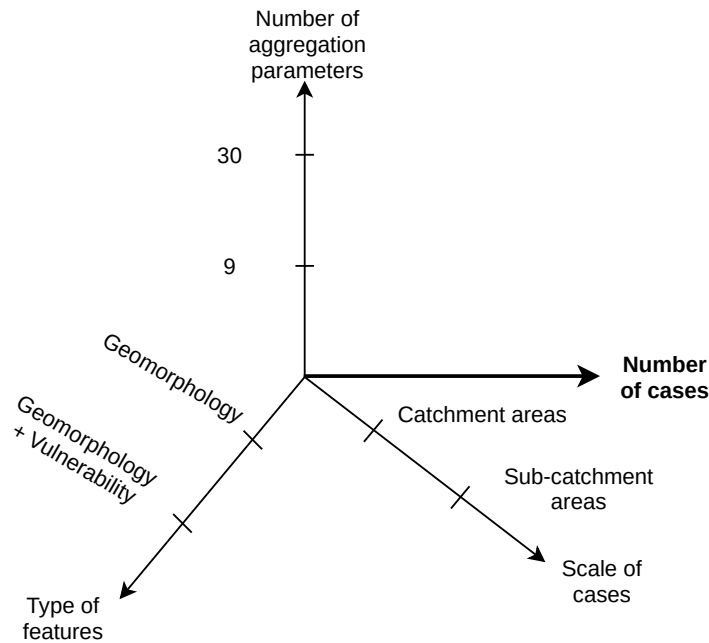 Number of
aggregation
parameters
30
9
Geomorphology
Number
of cases
Catchment areas
Geomorphology
+ Vulnerability
Sub-catchment
areas
Scale of
cases
Type of
features